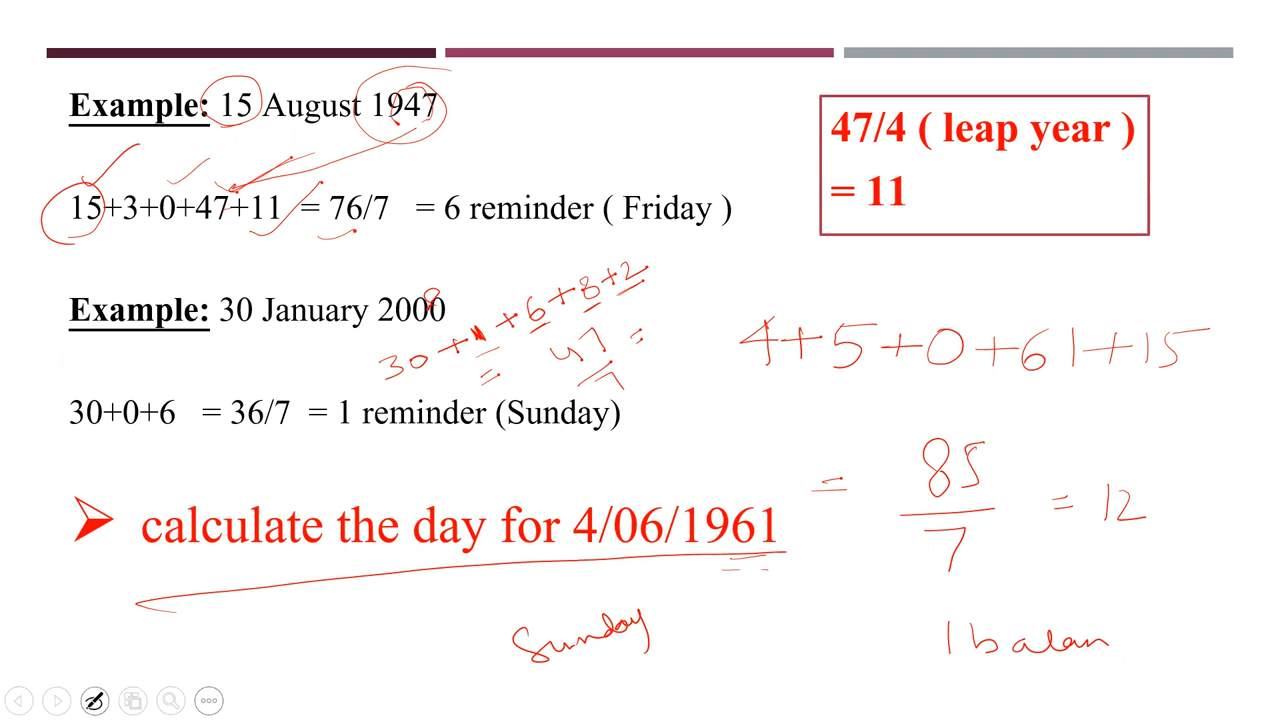 Example: 15 August 1947
47/4 ( leap year )
= 11
15+3+0+47+11 = 76/7 = 6 reminder ( Friday )
Example: 30 January 2000
8
30 + 1 + 6 + 8 + 2 =
47
7
4+5+0+61+15
30+0+6 = 36/7 = 1 reminder (Sunday)
= 85
7
= 12
➢ calculate the day for 4/06/1961
Sunday
1 balan